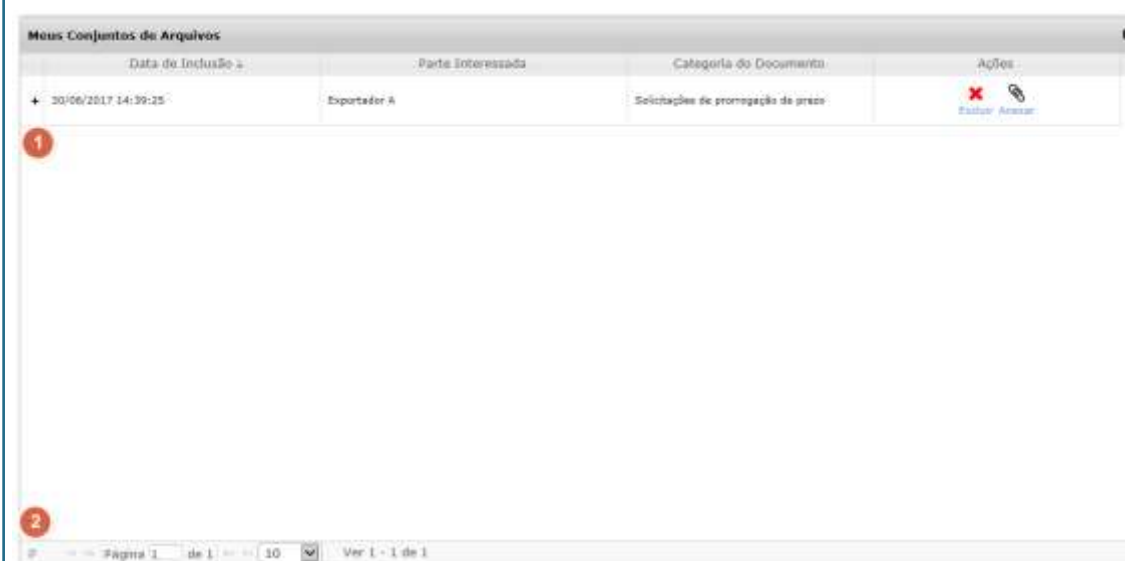 Meus Conjuntos de Arquivos
Data de Inclusão Parte Interessada Categoria do Documento Ações
+ 30/06/2017 14:39:25 Exportador A Solicitações de prorrogação de prazo
Excluir Anexar
1
2
Página 1 de 1 10 Ver 1 - 1 de 1